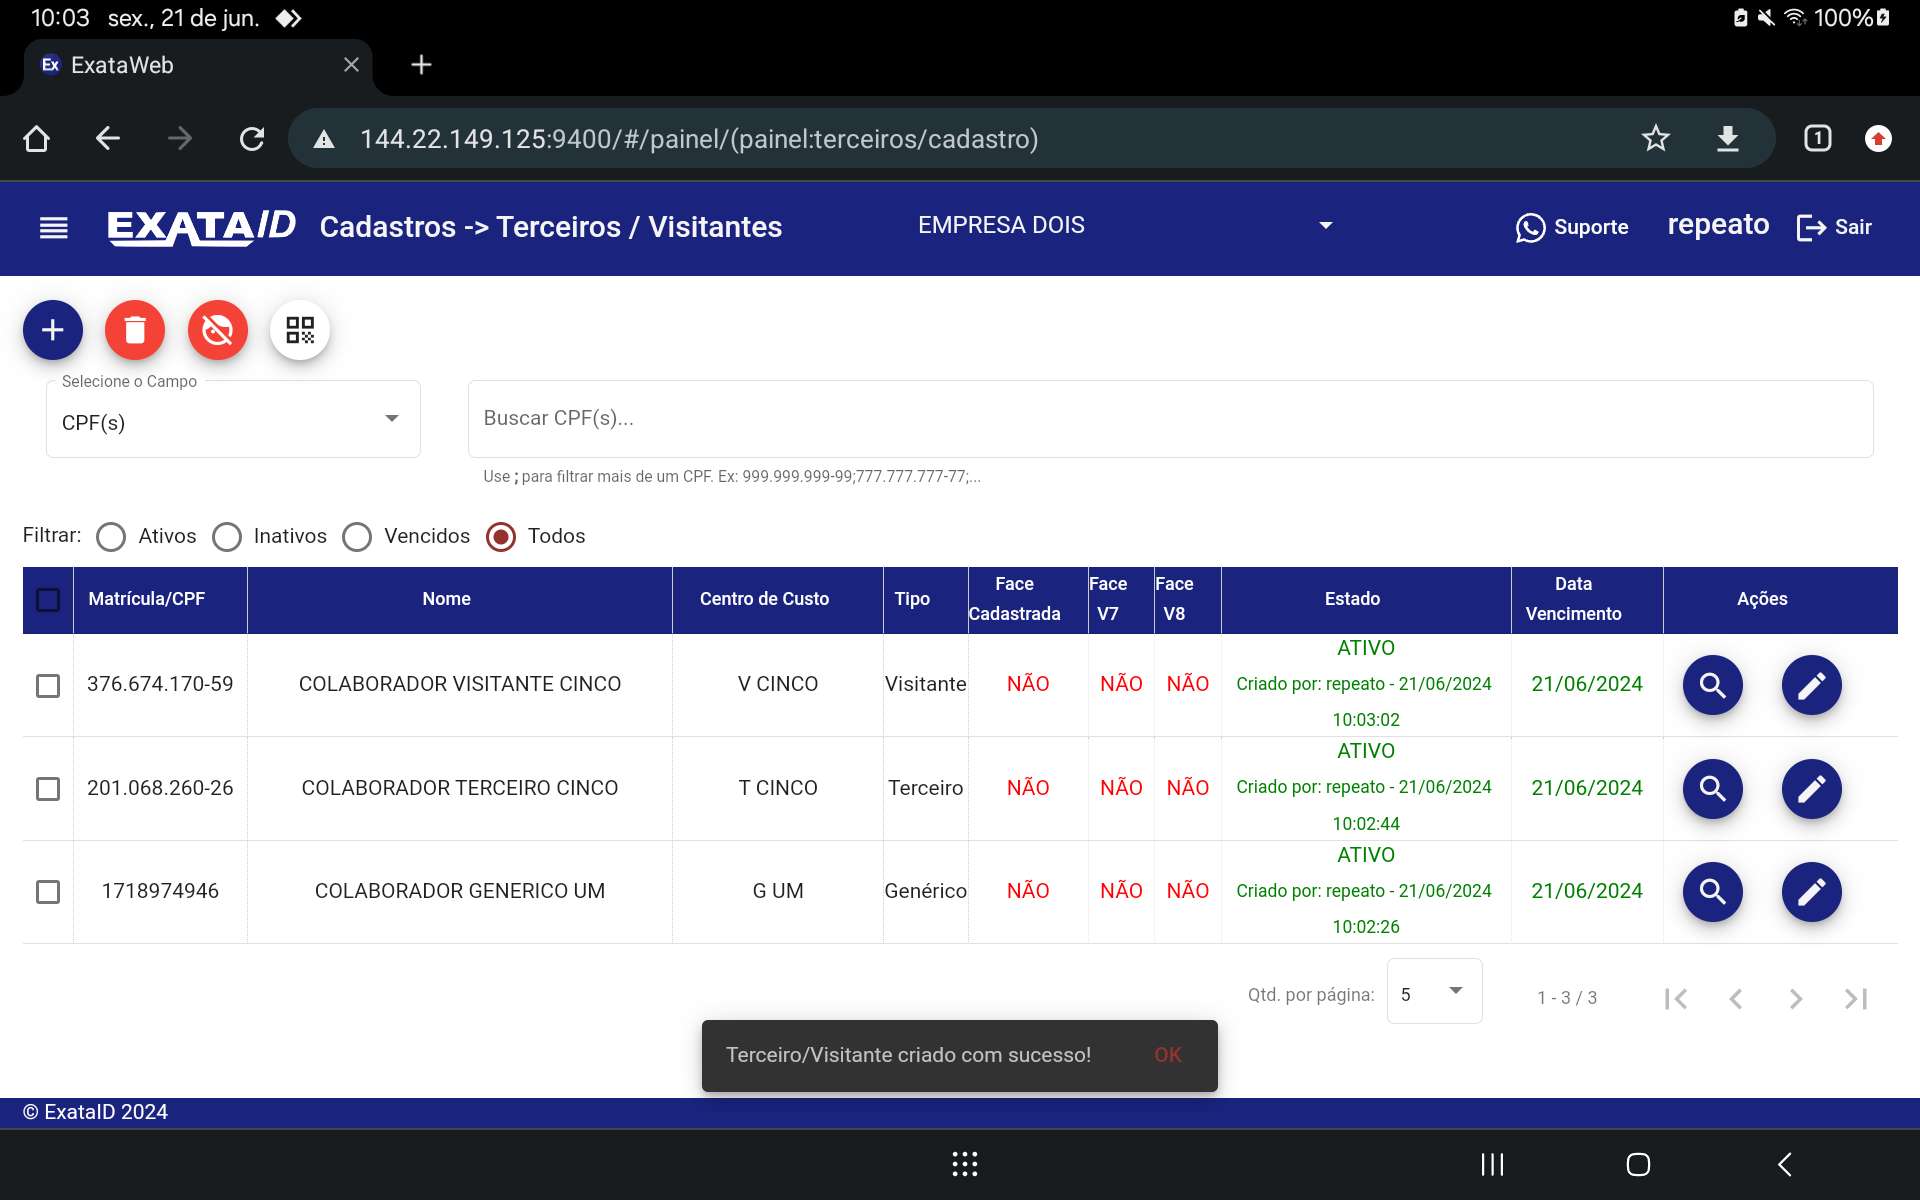 10:03 sex., 21 de jun. 100%
Ex ExataWeb
144.22.149.125:9400/#/painel/(painel:terceiros/cadastro) 1
EXATAID Cadastros -> Terceiros / Visitantes EMPRESA DOIS Suporte repeato Sair
Selecione o Campo
CPF(s) Buscar CPF(s)...
Use ; para filtrar mais de um CPF. Ex: 999.999.999-99;777.777.777-77;...
Filtrar: Ativos Inativos Vencidos Todos
Matrícula/CPF Nome Centro de Custo Tipo Face Cadastrada Face V7 Face V8 Estado Data Vencimento Ações
376.674.170-59 COLABORADOR VISITANTE CINCO V CINCO Visitante NÃO NÃO NÃO ATIVO Criado por: repeato - 21/06/2024 10:03:02 21/06/2024
201.068.260-26 COLABORADOR TERCEIRO CINCO T CINCO Terceiro NÃO NÃO NÃO ATIVO Criado por: repeato - 21/06/2024 10:02:44 21/06/2024
1718974946 COLABORADOR GENERICO UM G UM Genérico NÃO NÃO NÃO ATIVO Criado por: repeato - 21/06/2024 10:02:26 21/06/2024
Qtd. por página: 5 1 - 3 / 3
Terceiro/Visitante criado com sucesso! OK
© ExataID 2024